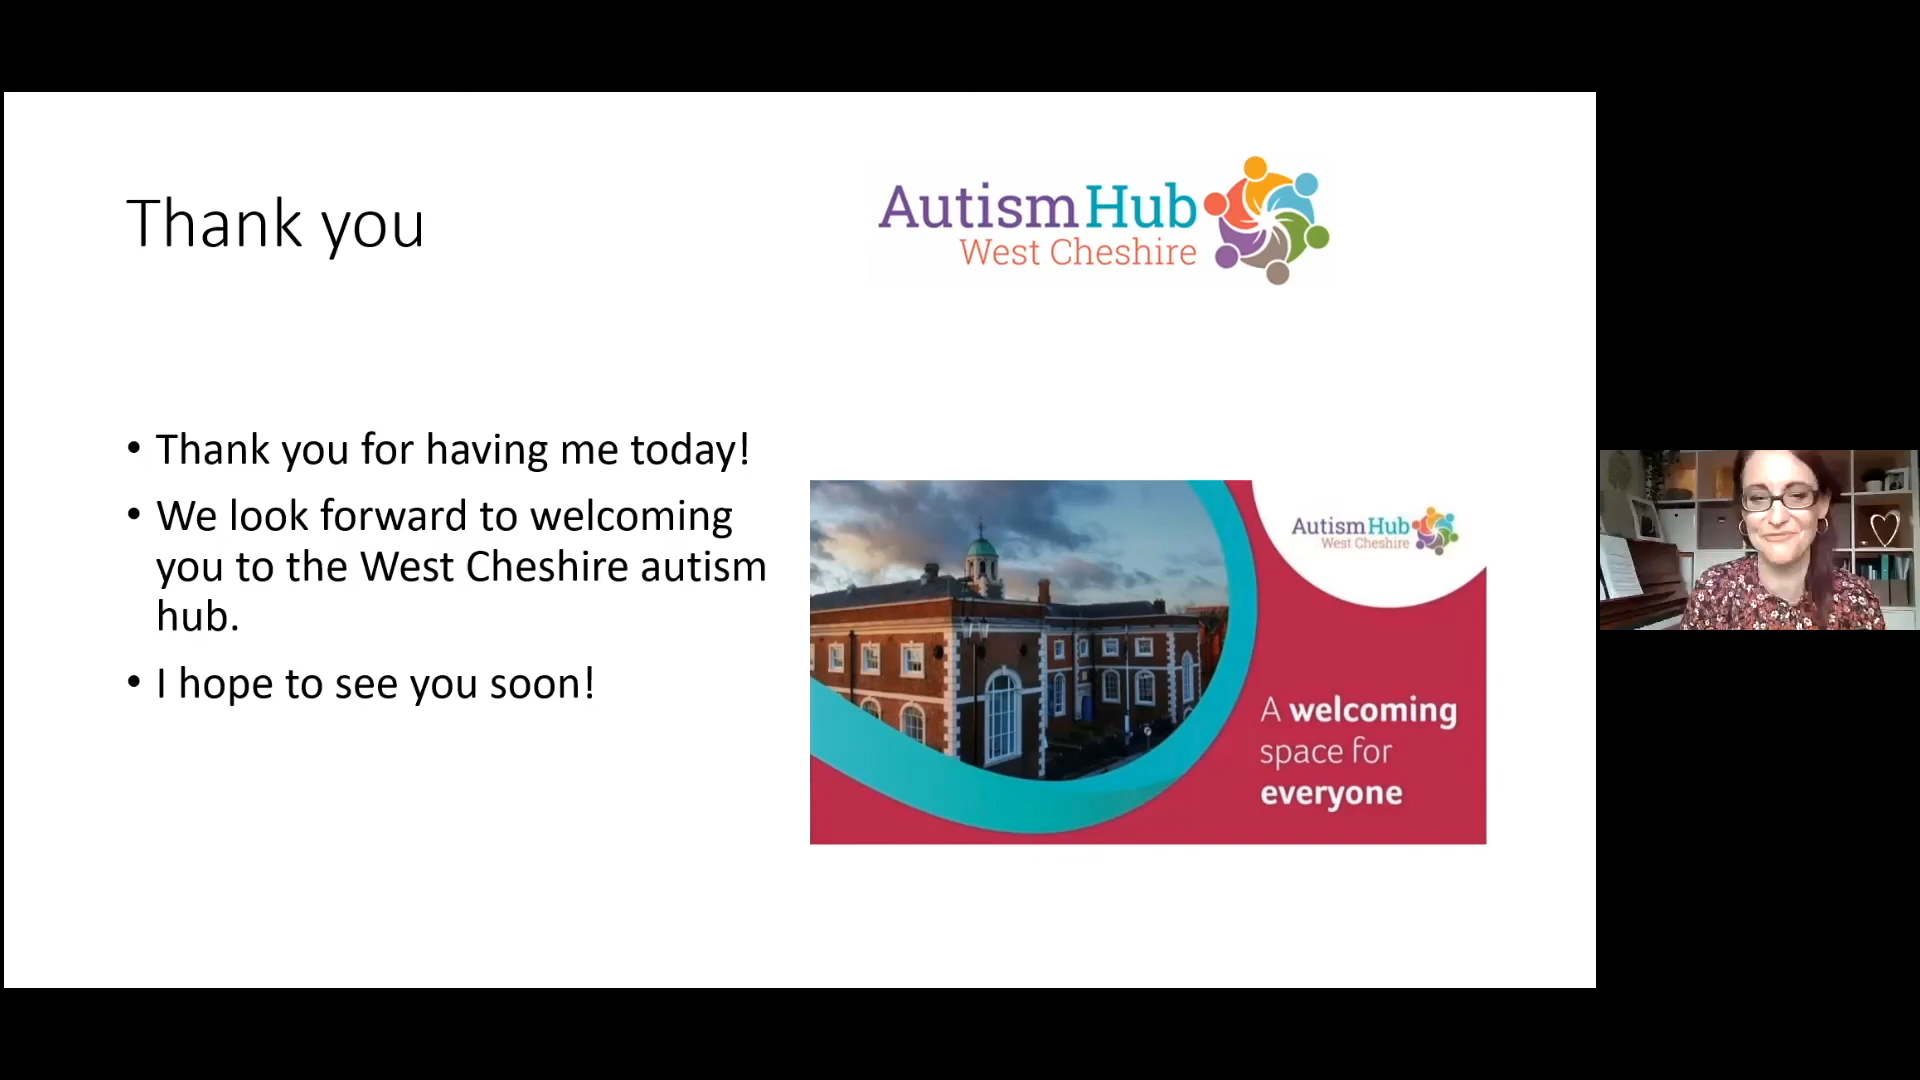 Thank you
Autism Hub
West Cheshire
• Thank you for having me today!
• We look forward to welcoming
you to the West Cheshire autism
hub.
• I hope to see you soon!
Autism Hub
West Cheshire
A welcoming
space for
everyone